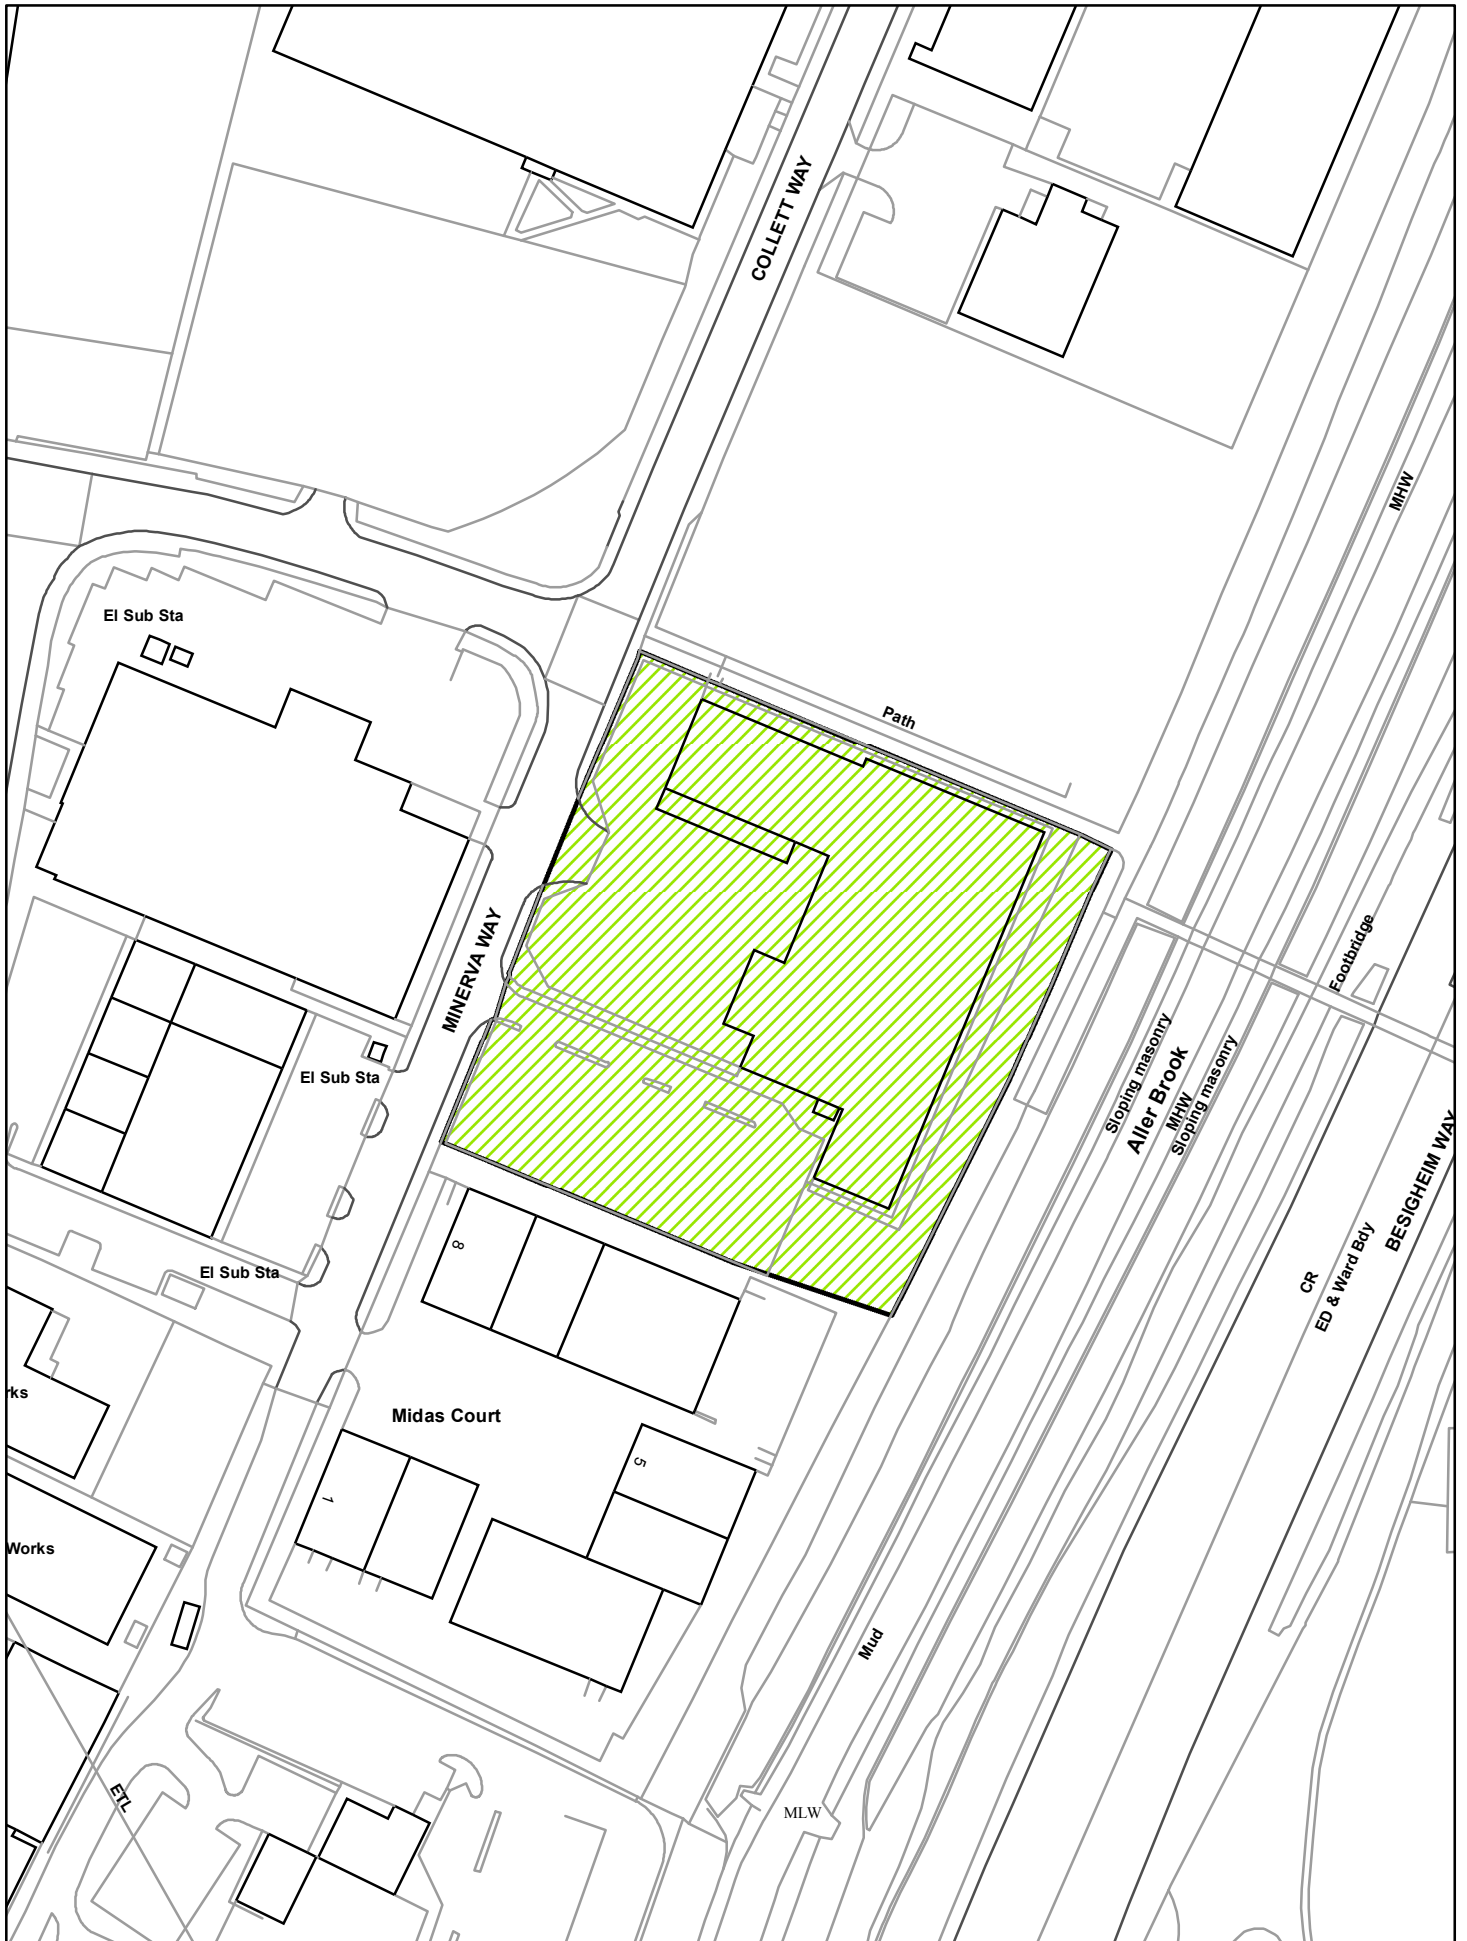 COLLETT WAY
MHW
El Sub Sta
Path
MINERVA WAY
Footbridge
El Sub Sta
Sloping masonry
Aller Brook
MHW
Sloping masonry
BESIGHEIM WAY
El Sub Sta
8
CR
ED & Ward Bdy
rks
Midas Court
5
1
Works
Mud
ETL
MLW